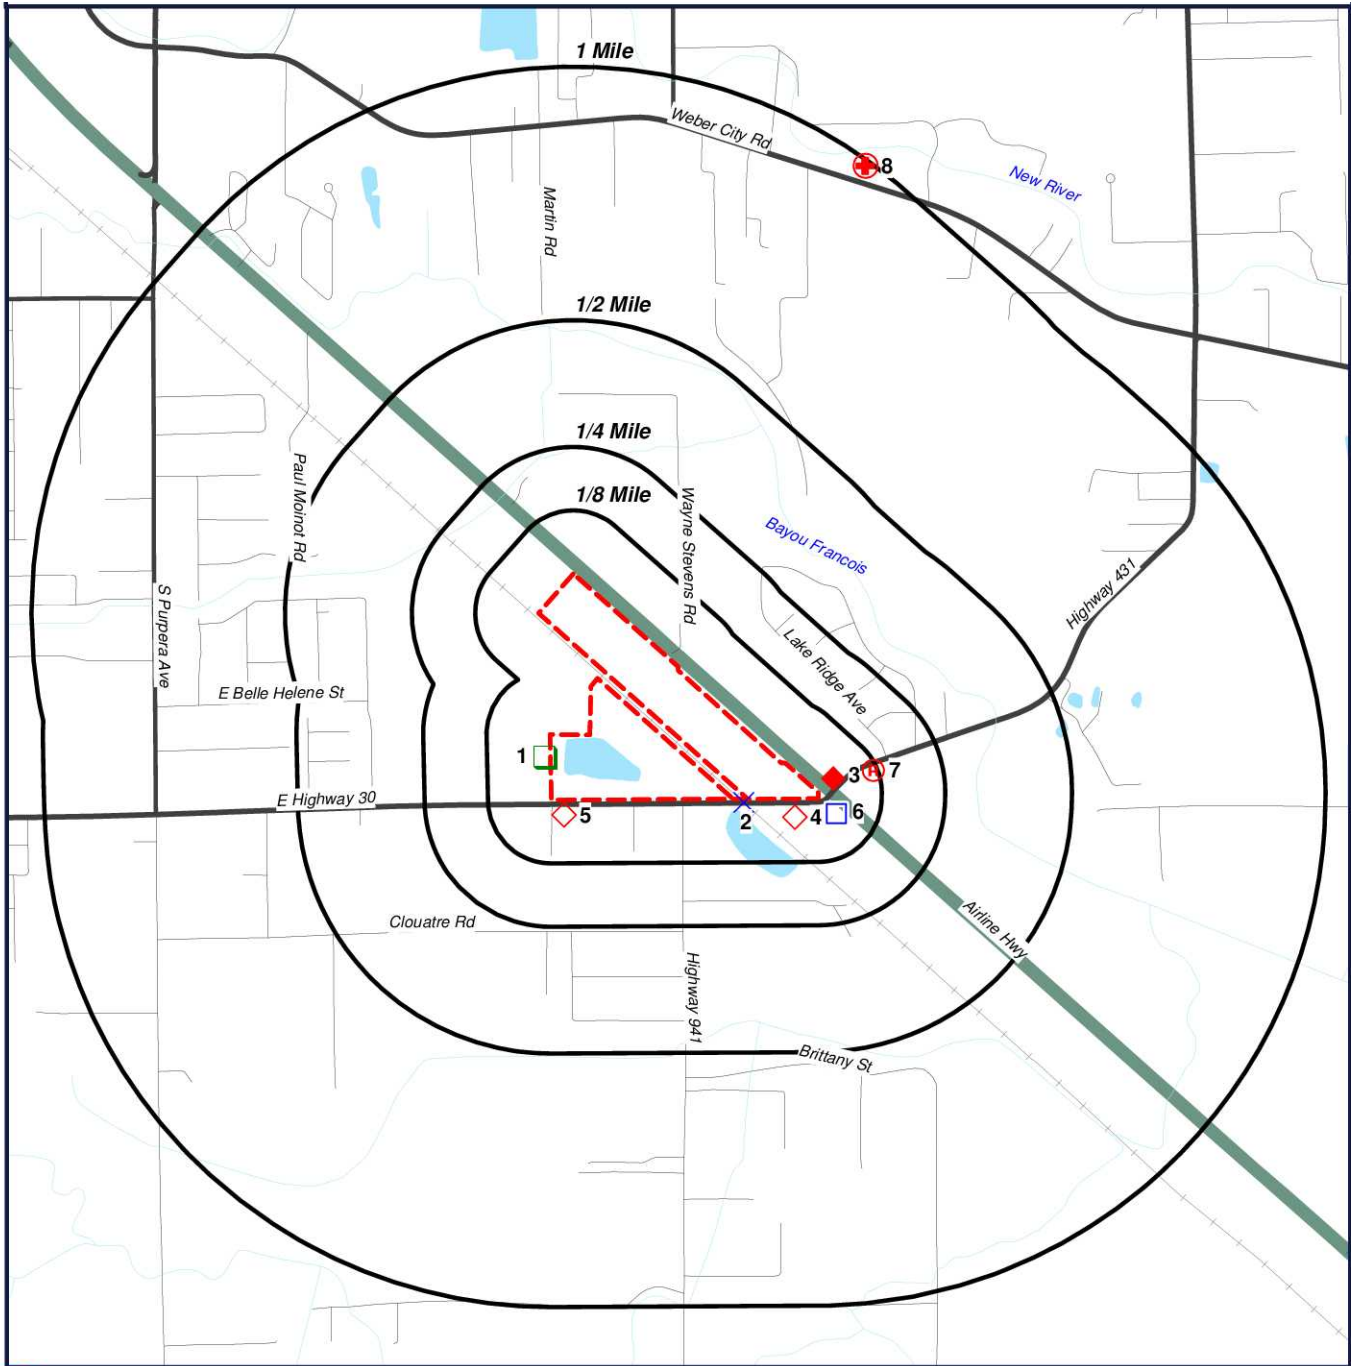 1 Mile
Weber City Rd
8
New River
Martin Rd
1/2 Mile
1/4 Mile
Paul Moinot Rd
1/8 Mile
Wayne Stevens Rd
Bayou Francois
Highway 431
S Purpera Ave
Lake Ridge Ave
E Belle Helene St
1
3
R 7
E Highway 30
5
2
4
6
Clouatre Rd
Airline Hwy
Highway 941
Brittany St